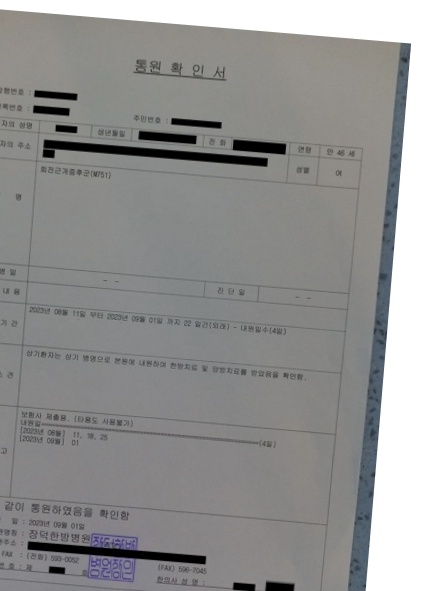 통원 확 인 서
행번호 :
록번호 :
주민번호 :
자의 성명 생년월일 전 화 연령 만 46 세
자의 주소 성별 여
명 회전근개증후군(M751)
병 일 - - 진 단 일 - -
내 용
기 간 2023년 08월 11일 부터 2023년 09월 01일 까지 22 일간(외래) - 내원일수(4일)
소 견 상기환자는 상기 병명으로 본원에 내원하여 한방치료 및 양방치료를 받았음을 확인함.
고 보험사 제출용. (타용도 사용불가)
내원일 (4일)
[2023년 08월] 11, 18, 25
[2023년 09월] 01
같이 통원하였음을 확인함
일 : 2023년 09월 01일
관명칭 : 장덕한방병원
주소 :
FAX : (전화) 593-0052 (FAX) 596-7045
번 호 : 제 호 한의사 성 명 :